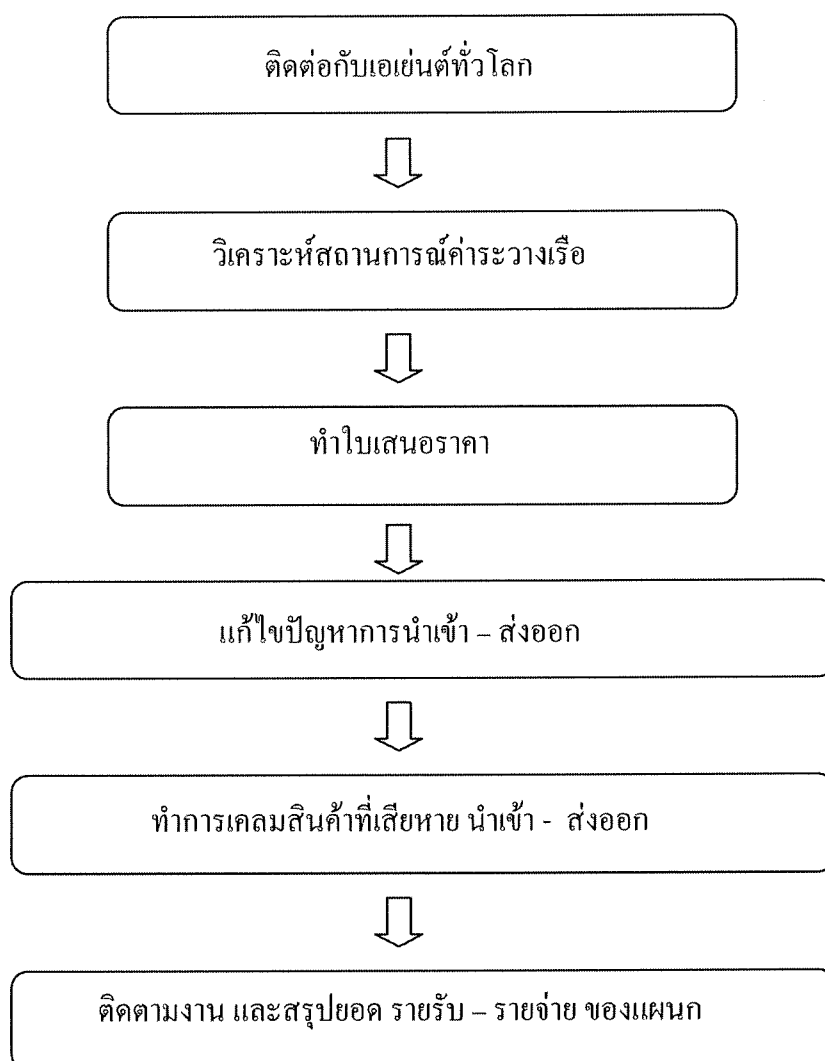 ติดต่อกับเอเย่นต์ทั่วโลก
วิเคราะห์สถานการณ์ค่าระวางเรือ
ทำใบเสนอราคา
แก้ไขปัญหาการนำเข้า – ส่งออก
ทำการเคลมสินค้าที่เสียหาย นำเข้า - ส่งออก
ติดตามงาน และสรุปยอด รายรับ – รายจ่าย ของแผนก